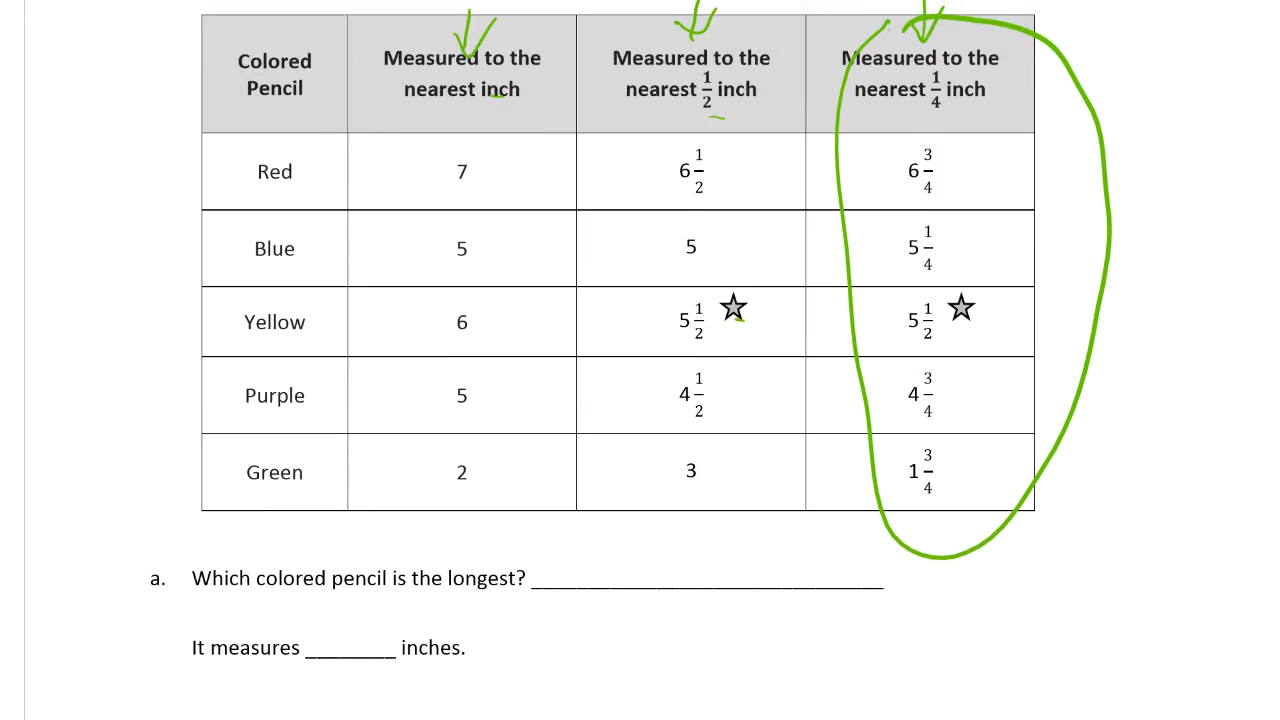 Colored Pencil
Measured to the nearest inch
Measured to the nearest 1/2 inch
Measured to the nearest 1/4 inch
Red 7 6 1/2 6 3/4
Blue 5 5 5 1/4
Yellow 6 5 1/2 5 1/2
Purple 5 4 1/2 4 3/4
Green 2 3 1 3/4
a. Which colored pencil is the longest? ________________________________
It measures ________ inches.